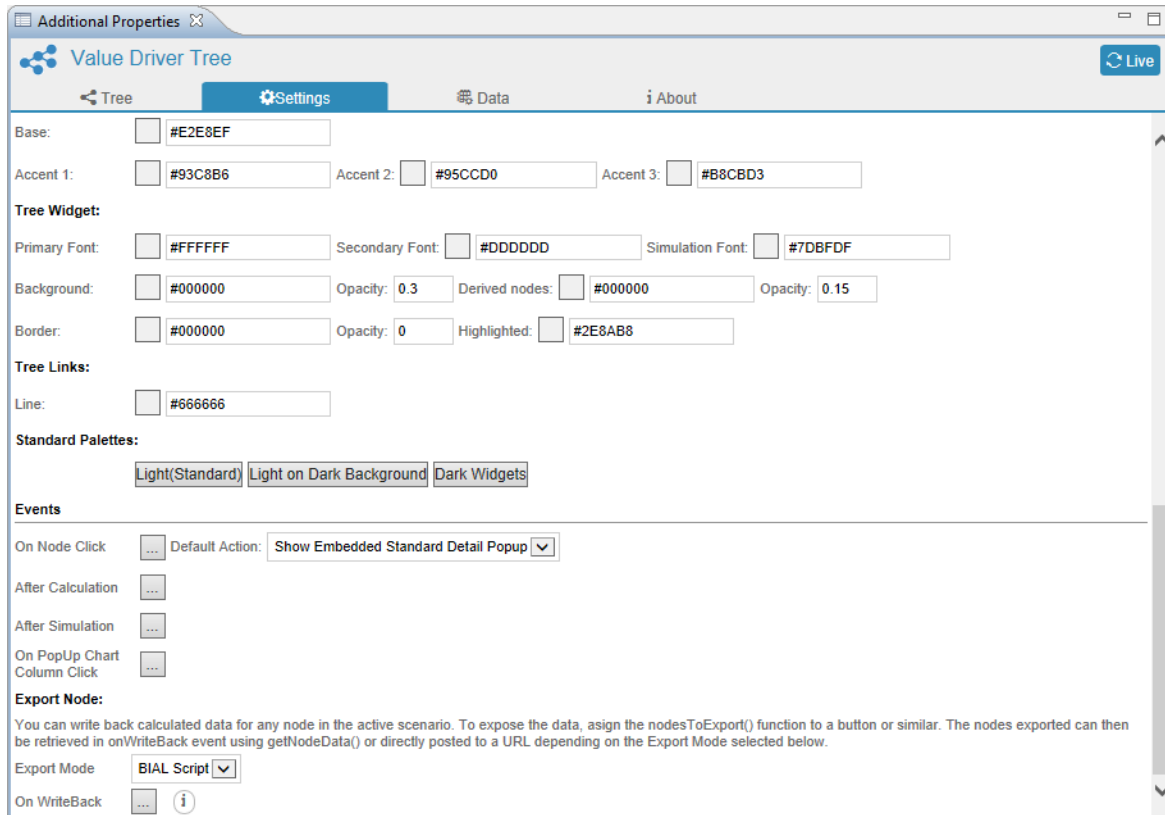 Additional Properties
Value Driver Tree
Live
Tree Settings Data i About
Base: #E2E8EF
Accent 1: #93C8B6 Accent 2: #95CCD0 Accent 3: #B8CBD3
Tree Widget:
Primary Font: #FFFFFF Secondary Font: #DDDDDD Simulation Font: #7DBFDF
Background: #000000 Opacity: 0.3 Derived nodes: #000000 Opacity: 0.15
Border: #000000 Opacity: 0 Highlighted: #2E8AB8
Tree Links:
Line: #666666
Standard Palettes:
Light(Standard) Light on Dark Background Dark Widgets
Events
On Node Click ... Default Action: Show Embedded Standard Detail Popup
After Calculation ...
After Simulation ...
On PopUp Chart
Column Click ...
Export Node:
You can write back calculated data for any node in the active scenario. To expose the data, asign the nodesToExport() function to a button or similar. The nodes exported can then
be retrieved in onWriteBack event using getNodeData() or directly posted to a URL depending on the Export Mode selected below.
Export Mode BIAL Script
On WriteBack ... i